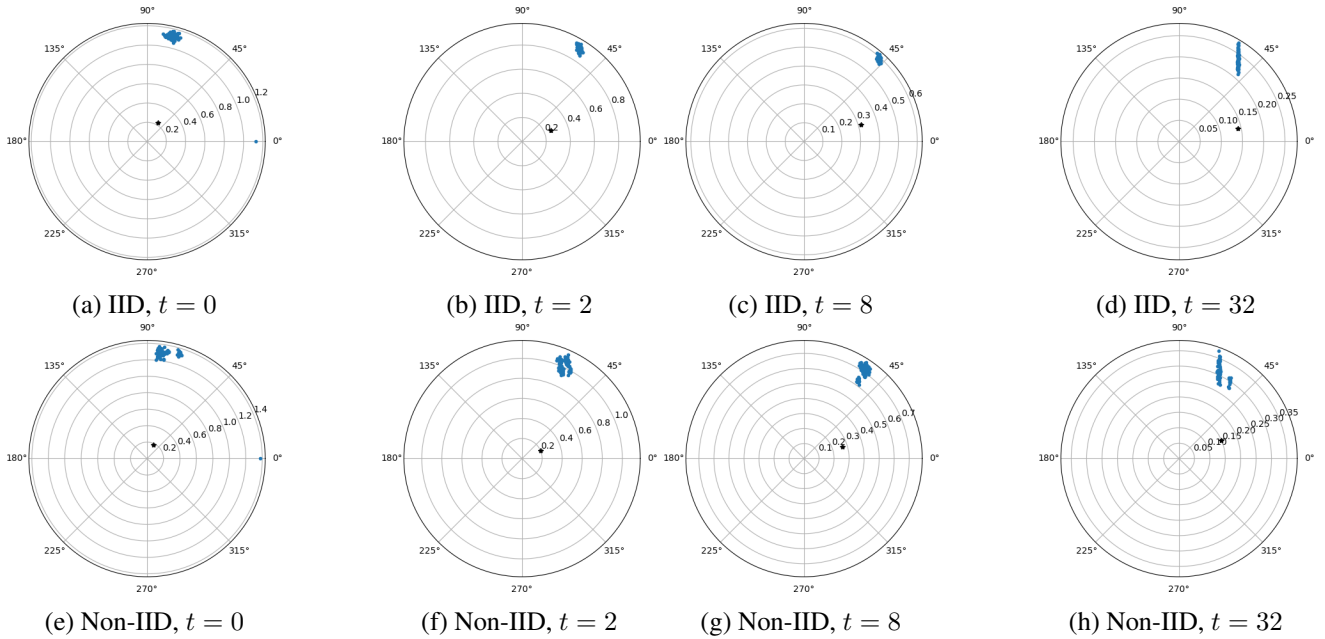 90°
135° 45°
180° 0°
225° 315°
270°
0.2 0.4 0.6 0.8 1.0 1.2
(a) IID, t = 0
90°
135° 45°
180° 0°
225° 315°
270°
0.2 0.4 0.6 0.8
(b) IID, t = 2
90°
135° 45°
180° 0°
225° 315°
270°
0.1 0.2 0.3 0.4 0.5 0.6
(c) IID, t = 8
90°
135° 45°
180° 0°
225° 315°
270°
0.05 0.10 0.15 0.20 0.25
(d) IID, t = 32
90°
135° 45°
180° 0°
225° 315°
270°
0.2 0.4 0.6 0.8 1.0 1.2 1.4
(e) Non-IID, t = 0
90°
135° 45°
180° 0°
225° 315°
270°
0.2 0.4 0.6 0.8 1.0
(f) Non-IID, t = 2
90°
135° 45°
180° 0°
225° 315°
270°
0.1 0.2 0.3 0.4 0.5 0.6 0.7
(g) Non-IID, t = 8
90°
135° 45°
180° 0°
225° 315°
270°
0.05 0.10 0.15 0.20 0.25 0.30 0.35
(h) Non-IID, t = 32